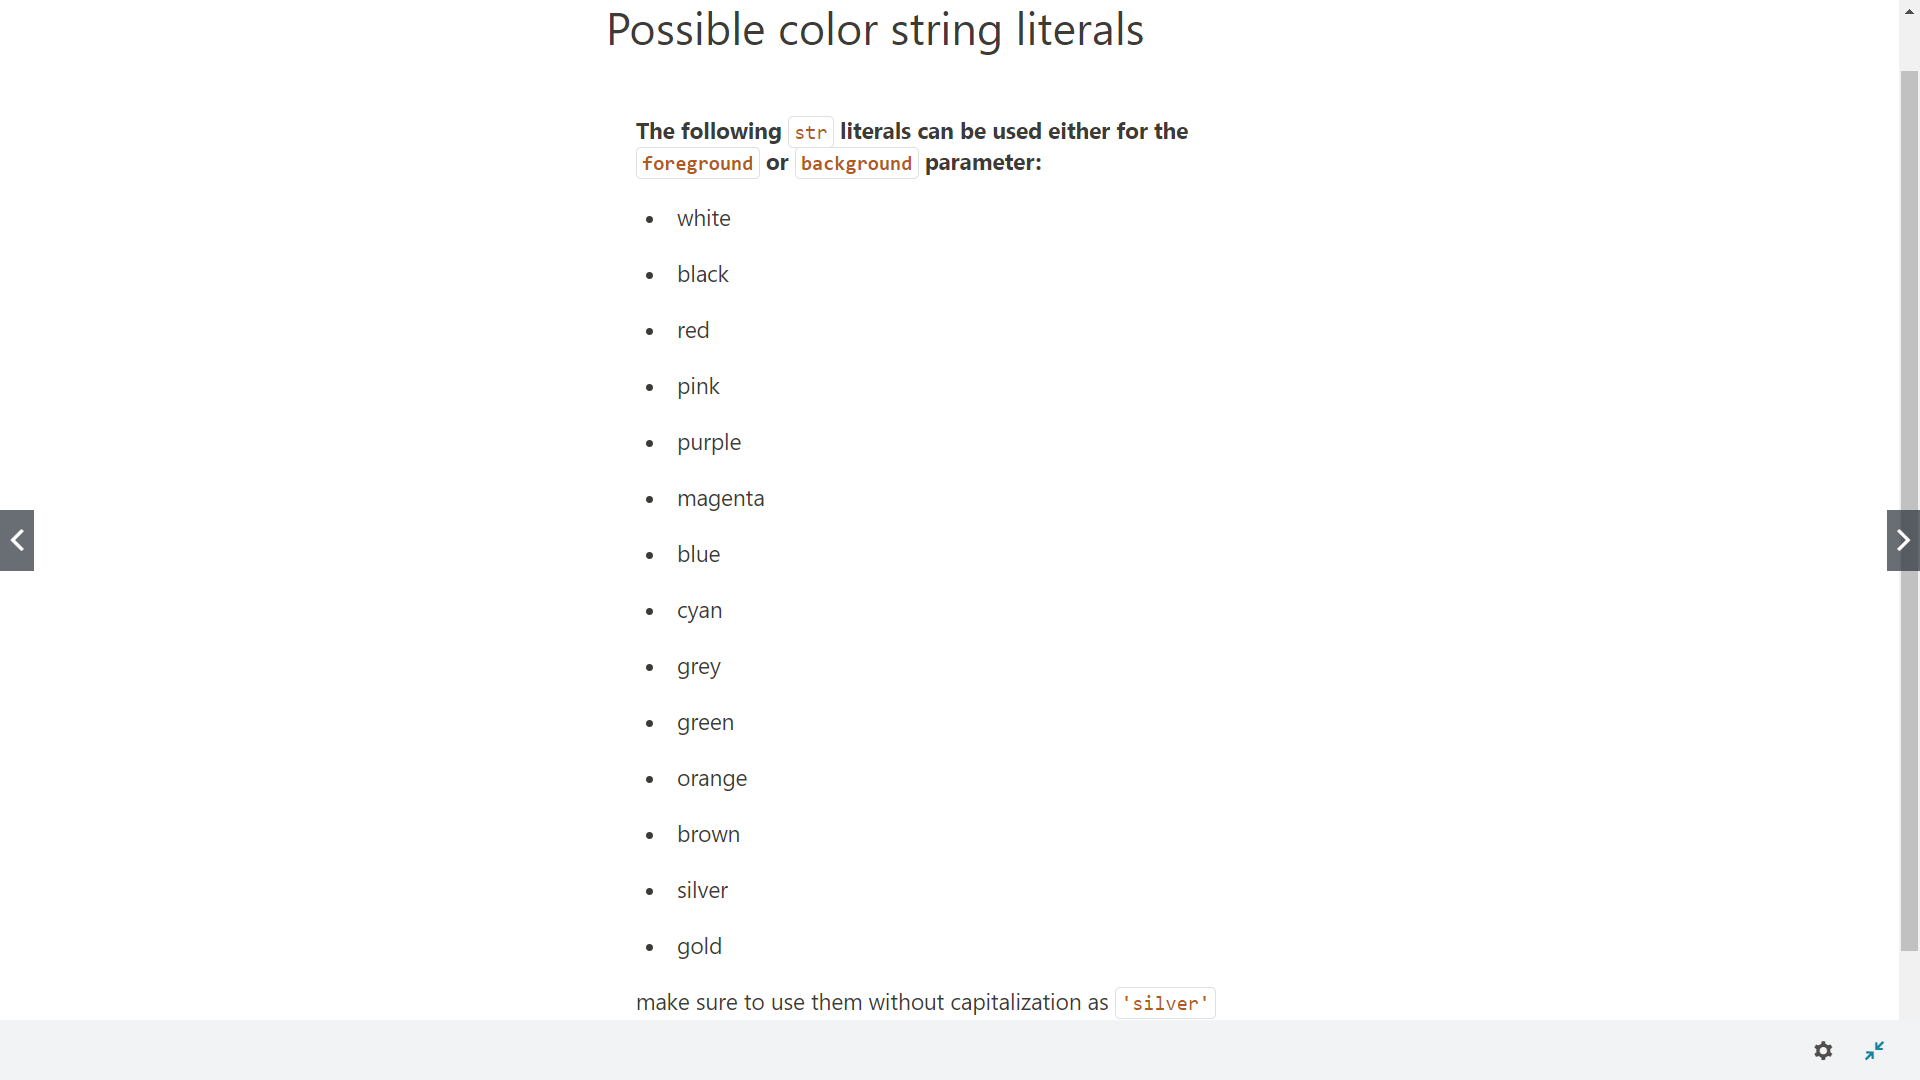 Possible color string literals
The following str literals can be used either for the
foreground or background parameter:
white
black
red
pink
purple
magenta
blue
cyan
grey
green
orange
brown
silver
gold
make sure to use them without capitalization as 'silver'